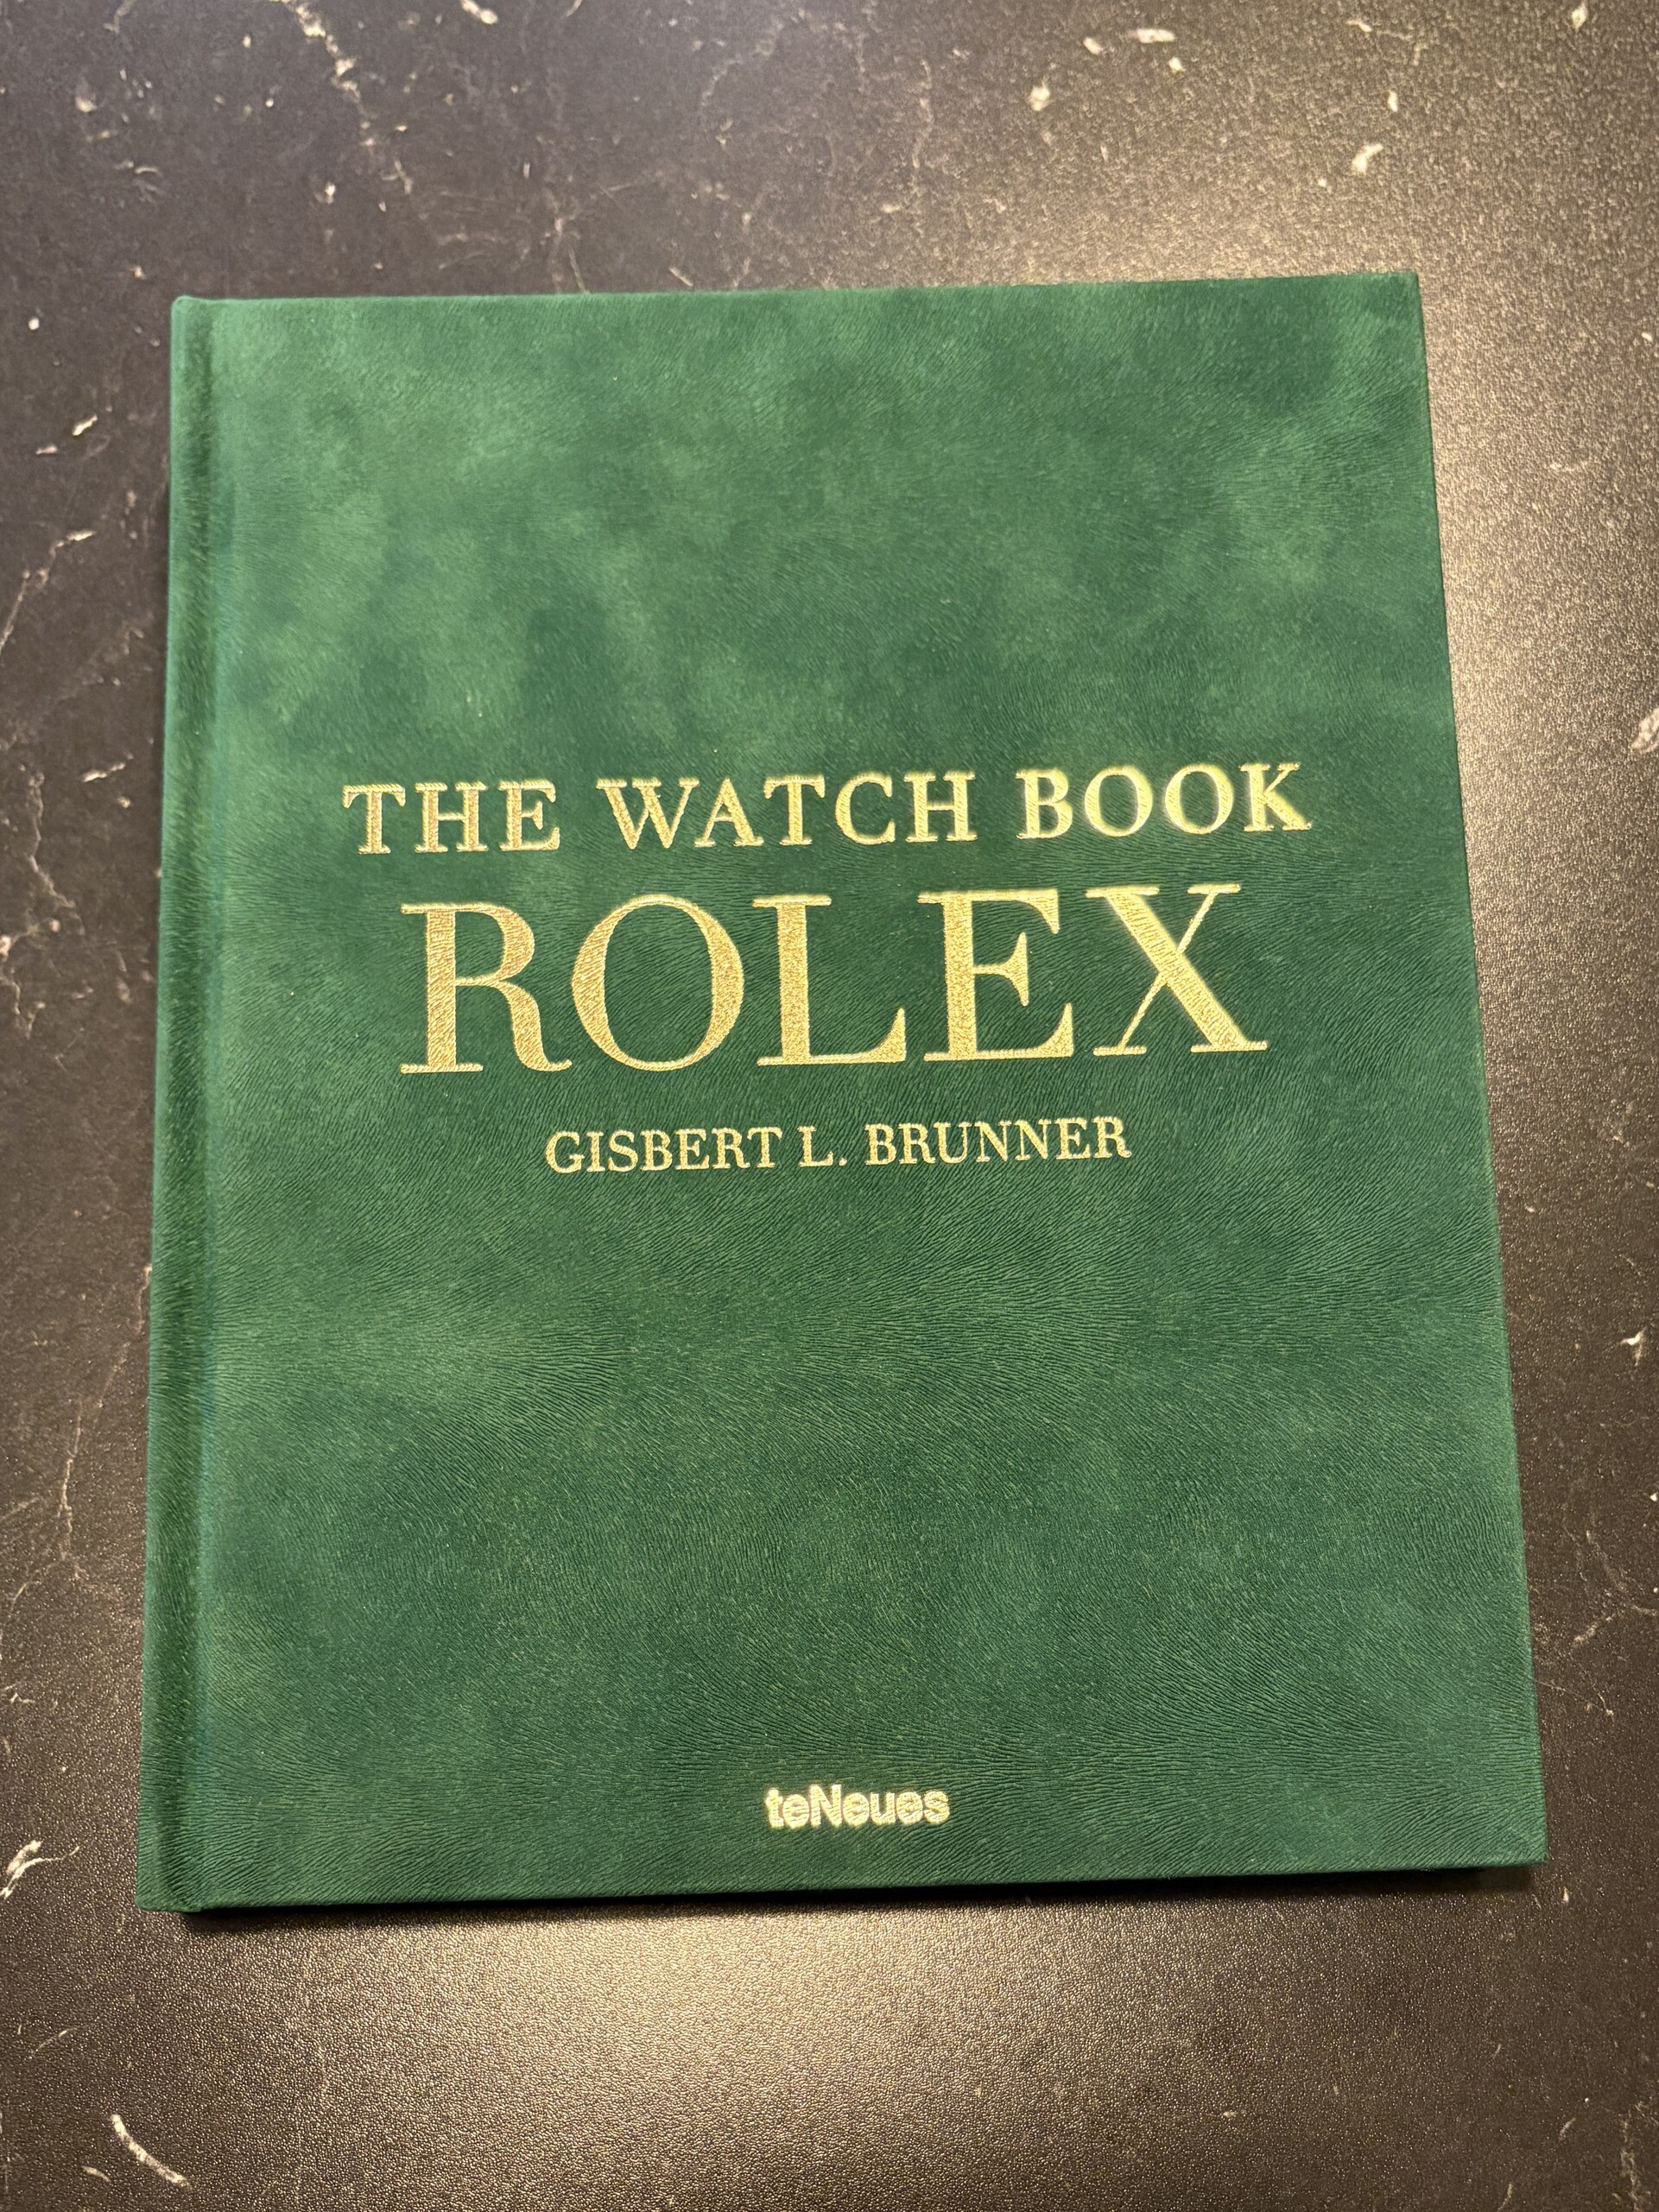 THE WATCH BOOK
ROLEX
GISBERT L. BRUNNER
teNeues